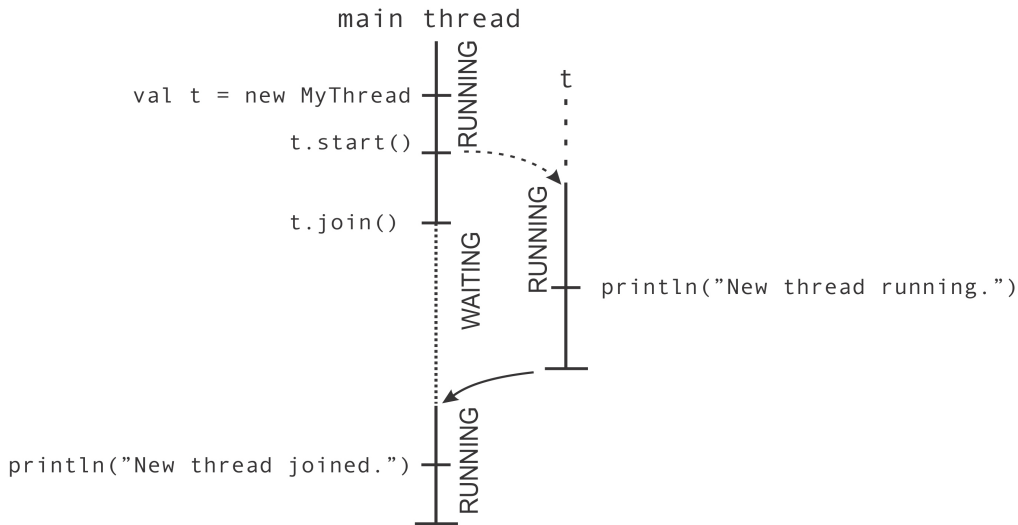 main thread
RUNNING
t
val t = new MyThread
t.start()
RUNNING
t.join()
WAITING
println(”New thread running.”)
RUNNING
println(”New thread joined.”)